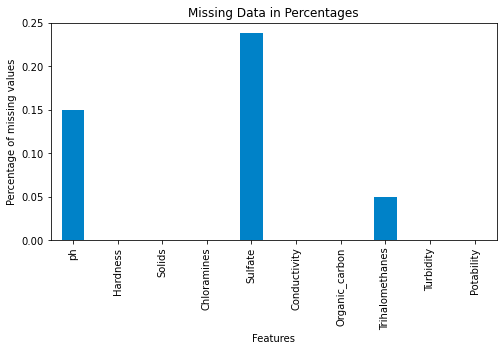 Missing Data in Percentages
Percentage of missing values
0.25
0.20
0.15
0.10
0.05
0.00
ph
Hardness
Solids
Chloramines
Sulfate
Conductivity
Organic_carbon
Trihalomethanes
Turbidity
Potability
Features